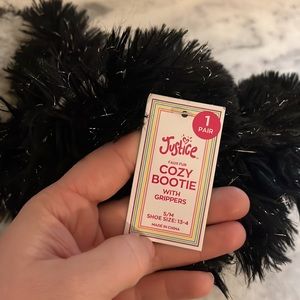 1
PAIR
Justice
FAUX FUR
COZY
BOOTIE
WITH
GRIPPERS
S/M
SHOE SIZE: 13-4
MADE IN CHINA